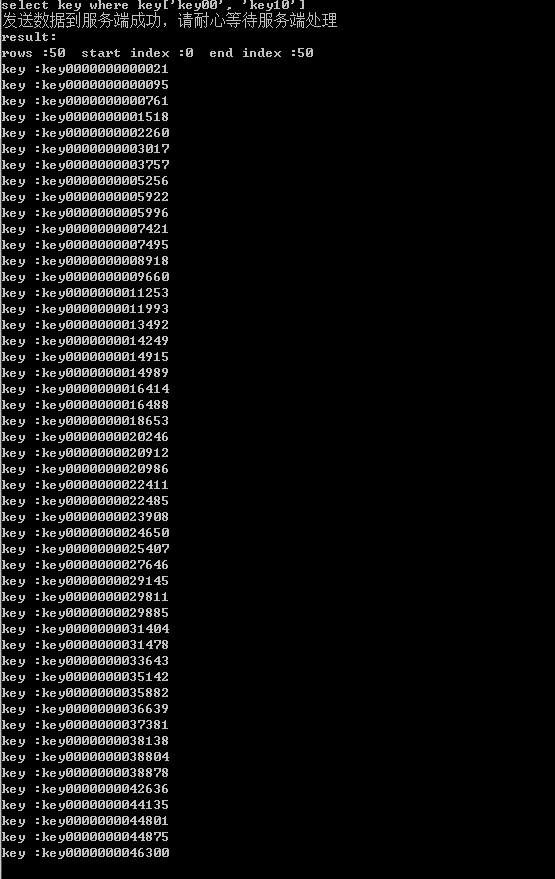 select key where key['key00', 'key10']
发送数据到服务端成功，请耐心等待服务端处理
result:
rows :50  start index :0  end index :50
key :key0000000000021
key :key0000000000095
key :key0000000000761
key :key0000000001518
key :key0000000002260
key :key0000000003017
key :key0000000003757
key :key0000000005256
key :key0000000005922
key :key0000000005996
key :key0000000007421
key :key0000000007495
key :key0000000008918
key :key0000000009660
key :key0000000011253
key :key0000000011993
key :key0000000013492
key :key0000000014249
key :key0000000014915
key :key0000000014989
key :key0000000016414
key :key0000000016488
key :key0000000018653
key :key0000000020246
key :key0000000020912
key :key0000000020986
key :key0000000022411
key :key0000000022485
key :key0000000023908
key :key0000000024650
key :key0000000025407
key :key0000000027646
key :key0000000029145
key :key0000000029811
key :key0000000029885
key :key0000000031404
key :key0000000031478
key :key0000000033643
key :key0000000035142
key :key0000000035882
key :key0000000036639
key :key0000000037381
key :key0000000038138
key :key0000000038804
key :key0000000038878
key :key0000000042636
key :key0000000044135
key :key0000000044801
key :key0000000044875
key :key0000000046300